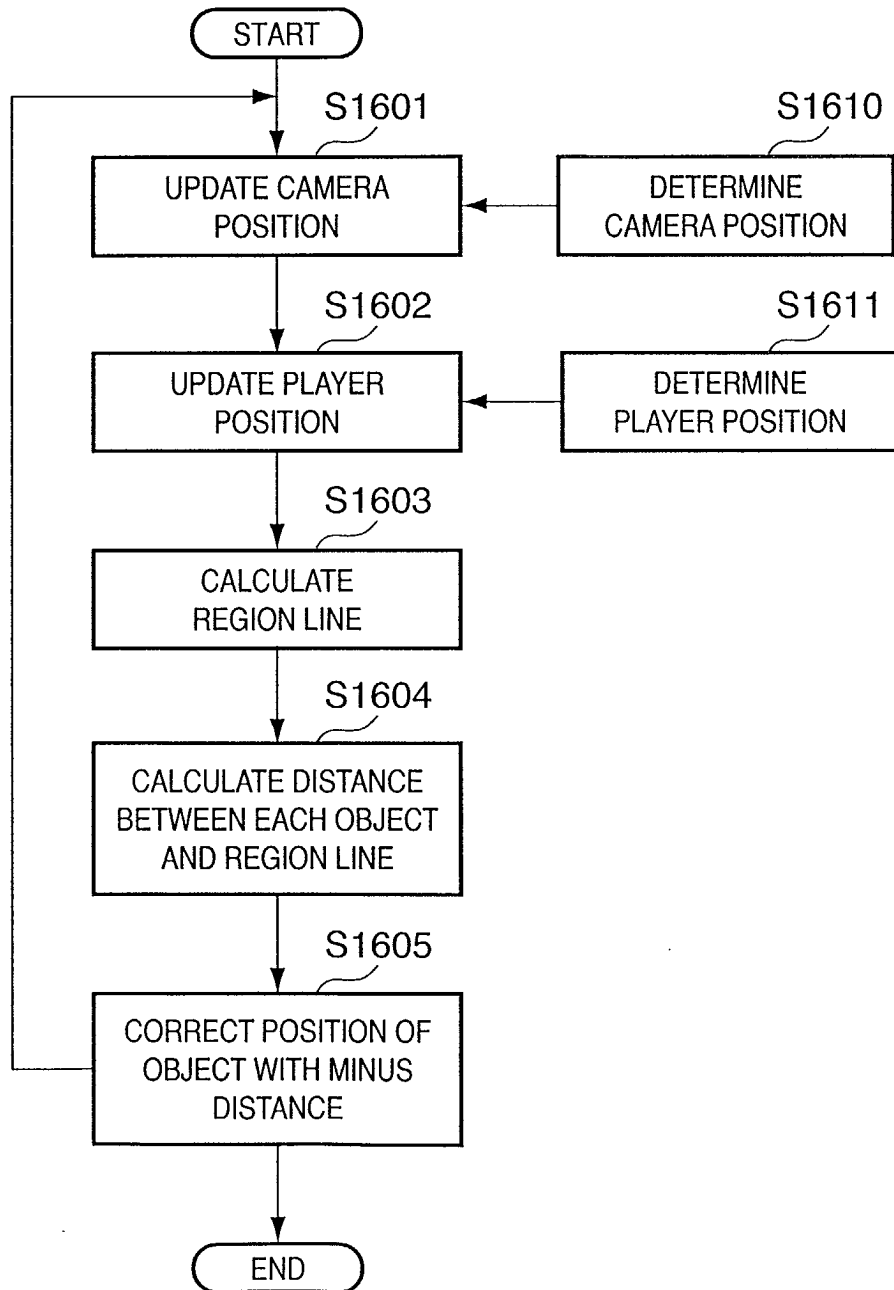 START
S1601
UPDATE CAMERA
POSITION
S1610
DETERMINE
CAMERA POSITION
S1602
UPDATE PLAYER
POSITION
S1611
DETERMINE
PLAYER POSITION
S1603
CALCULATE
REGION LINE
S1604
CALCULATE DISTANCE
BETWEEN EACH OBJECT
AND REGION LINE
S1605
CORRECT POSITION OF
OBJECT WITH MINUS
DISTANCE
END